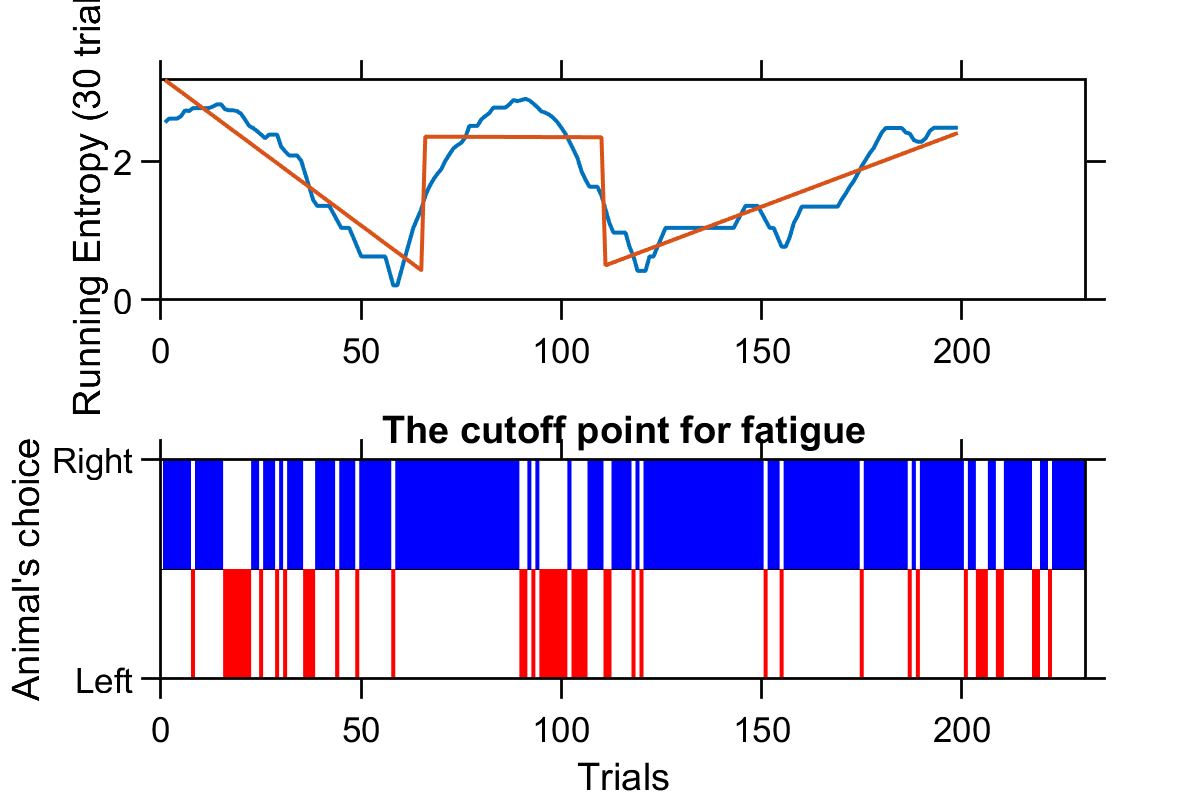 Running Entropy (30 trial
2
0
0 50 100 150 200
The cutoff point for fatigue
Animal's choice
Right
Left
0 50 100 150 200
Trials